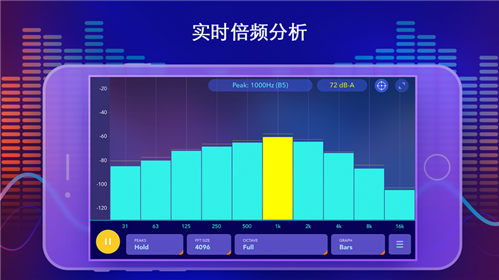 实时倍频分析
Peak: 1000Hz (B5)
72 dB-A
-20
-40
-60
-80
-100
-120
31 63 125 250 500 1k 2k 4k 8k 16k
PEAKS
Hold
FFT SIZE
4096
OCTAVE
Full
GRAPH
Bars